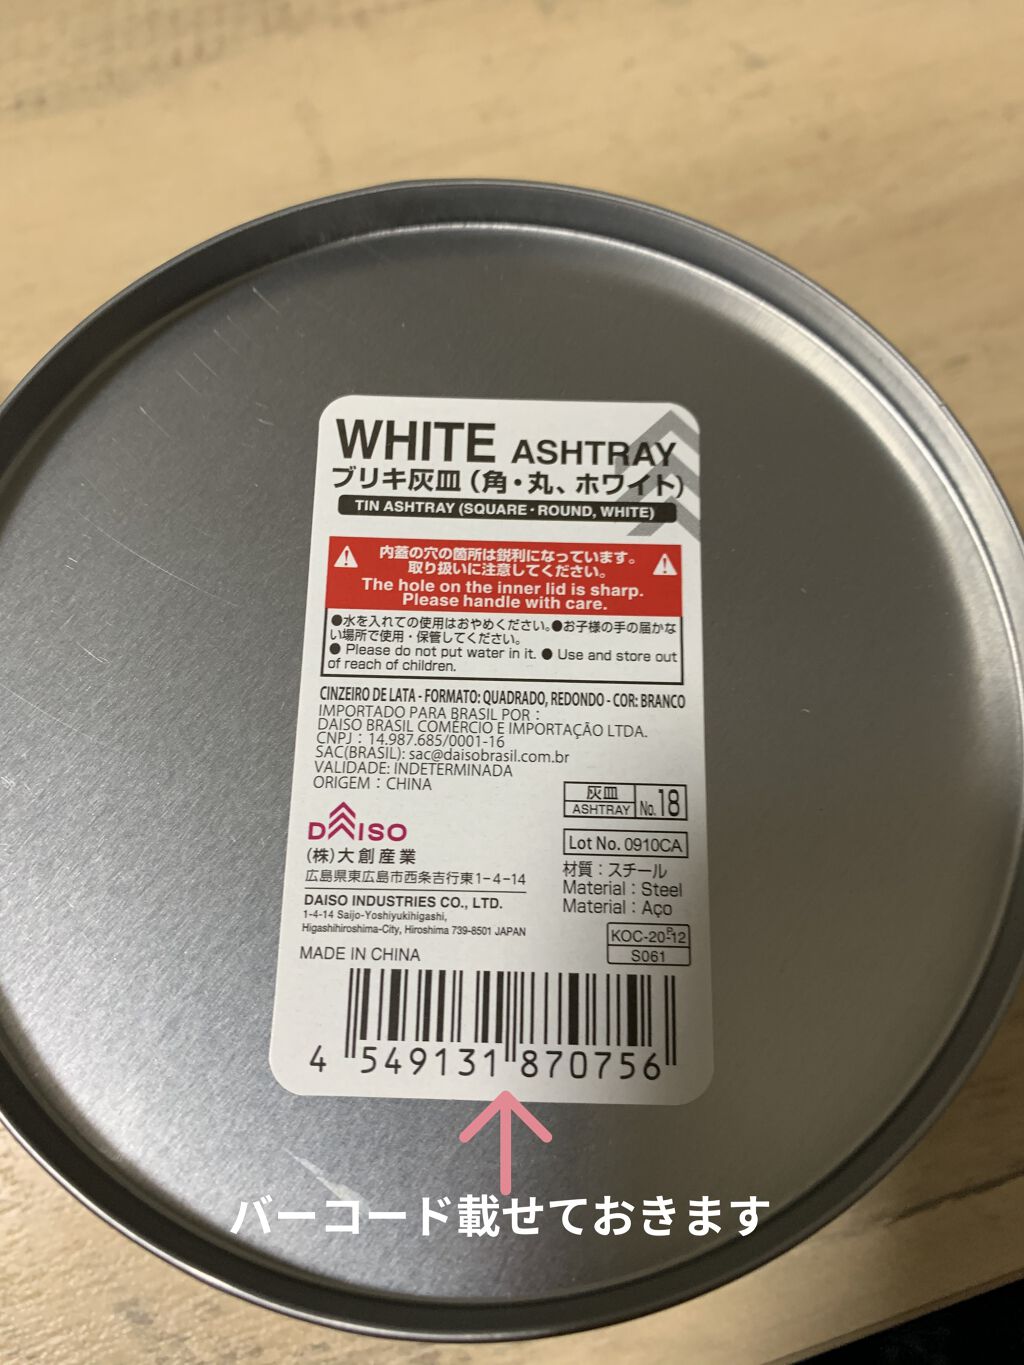 WHITE ASHTRAY
ブリキ灰皿(角・丸、ホワイト)
TIN ASHTRAY (SQUARE・ROUND, WHITE)
内蓋の穴の箇所は鋭利になっています。
取り扱いに注意してください。
The hole on the inner lid is sharp.
Please handle with care.
●水を入れての使用はおやめください。●お子様の手の届かな
い場所で使用・保管してください。
● Please do not put water in it. ● Use and store out
of reach of children.
CINZEIRO DE LATA - FORMATO: QUADRADO, REDONDO - COR: BRANCO
IMPORTADO PARA BRASIL POR :
DAISO BRASIL COMÉRCIO E IMPORTAÇÃO LTDA.
CNPJ : 14.987.685/0001-16
SAC(BRASIL): sac@daisobrasil.com.br
VALIDADE: INDETERMINADA
ORIGEM : CHINA
灰皿
ASHTRAY
No. 18
DAISO
Lot No. 0910CA
(株)大創産業
広島県東広島市西条吉行東1-4-14
材質:スチール
Material : Steel
Material : Aço
DAISO INDUSTRIES CO., LTD.
1-4-14 Saijo-Yoshiyukihigashi,
Higashihiroshima-City, Hiroshima 739-8501 JAPAN
KOC-20-P-12
S061
MADE IN CHINA
4 549131 870756
バーコード載せておきます